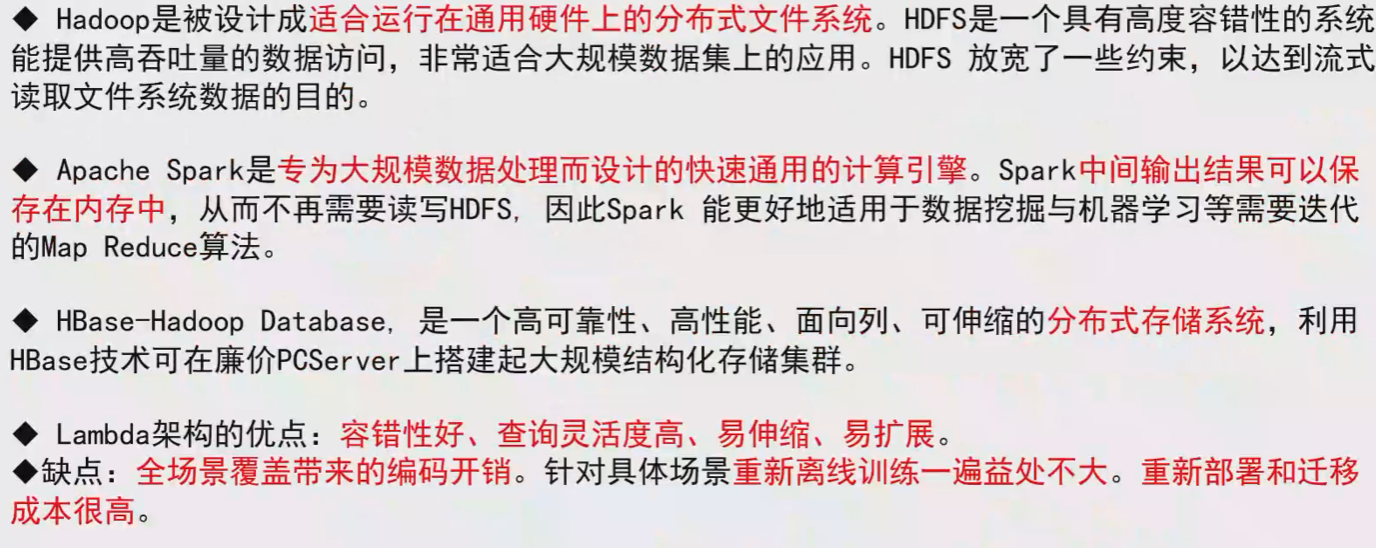 ◆ Hadoop是被设计成适合运行在通用硬件上的分布式文件系统。HDFS是一个具有高度容错性的系统
能提供高吞吐量的数据访问，非常适合大规模数据集上的应用。HDFS 放宽了一些约束，以达到流式
读取文件系统数据的目的。
◆ Apache Spark是专为大规模数据处理而设计的快速通用的计算引擎。Spark中间输出结果可以保
存在内存中，从而不再需要读写HDFS, 因此Spark 能更好地适用于数据挖掘与机器学习等需要迭代
的Map Reduce算法。
◆ HBase-Hadoop Database, 是一个高可靠性、高性能、面向列、可伸缩的分布式存储系统，利用
HBase技术可在廉价PCServer上搭建起大规模结构化存储集群。
◆ Lambda架构的优点：容错性好、查询灵活度高、易伸缩、易扩展。
◆缺点：全场景覆盖带来的编码开销。针对具体场景重新离线训练一遍益处不大。重新部署和迁移
成本很高。